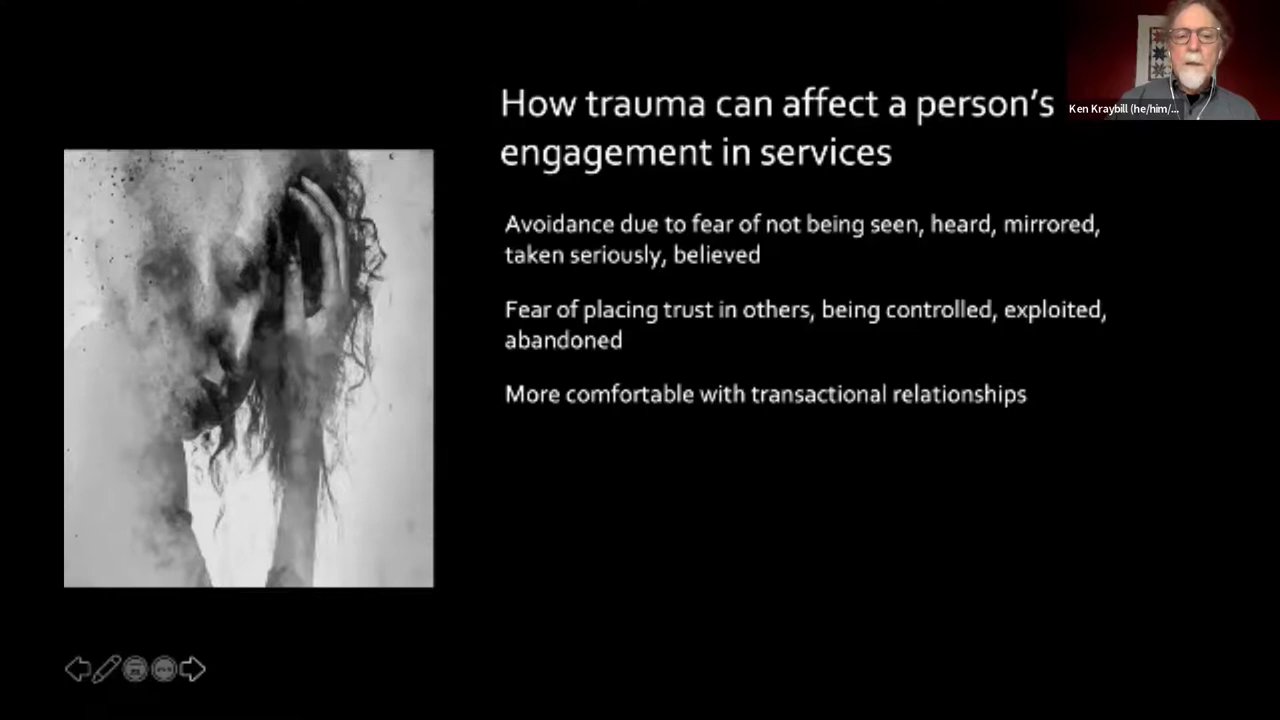 How trauma can affect a person's
engagement in services
Ken Kraybill (he/him/...
Avoidance due to fear of not being seen, heard, mirrored,
taken seriously, believed
Fear of placing trust in others, being controlled, exploited,
abandoned
More comfortable with transactional relationships